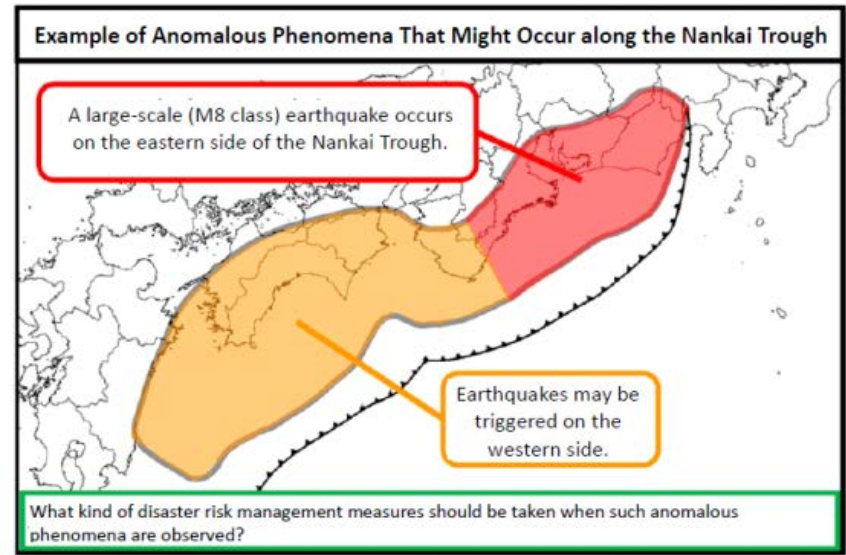 Example of Anomalous Phenomena That Might Occur along the Nankai Trough
A large-scale (M8 class) earthquake occurs
on the eastern side of the Nankai Trough.
Earthquakes may be
triggered on the
western side.
What kind of disaster risk management measures should be taken when such anomalous
phenomena are observed?